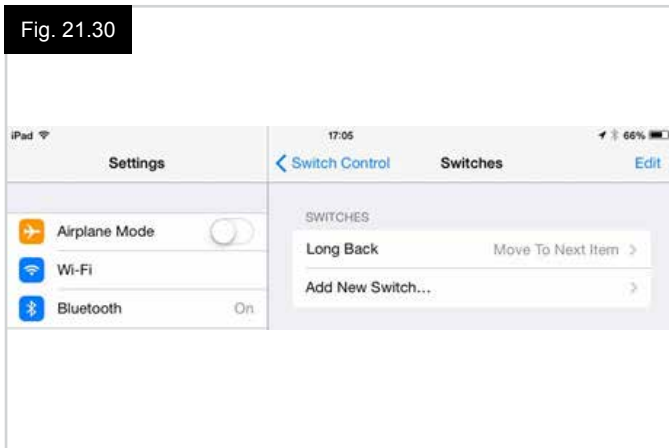 Fig. 21.30
iPad 17:05 66%
Settings
Switch Control Switches Edit
Airplane Mode
Wi-Fi
Bluetooth On
SWITCHES
Long Back Move To Next Item
Add New Switch...